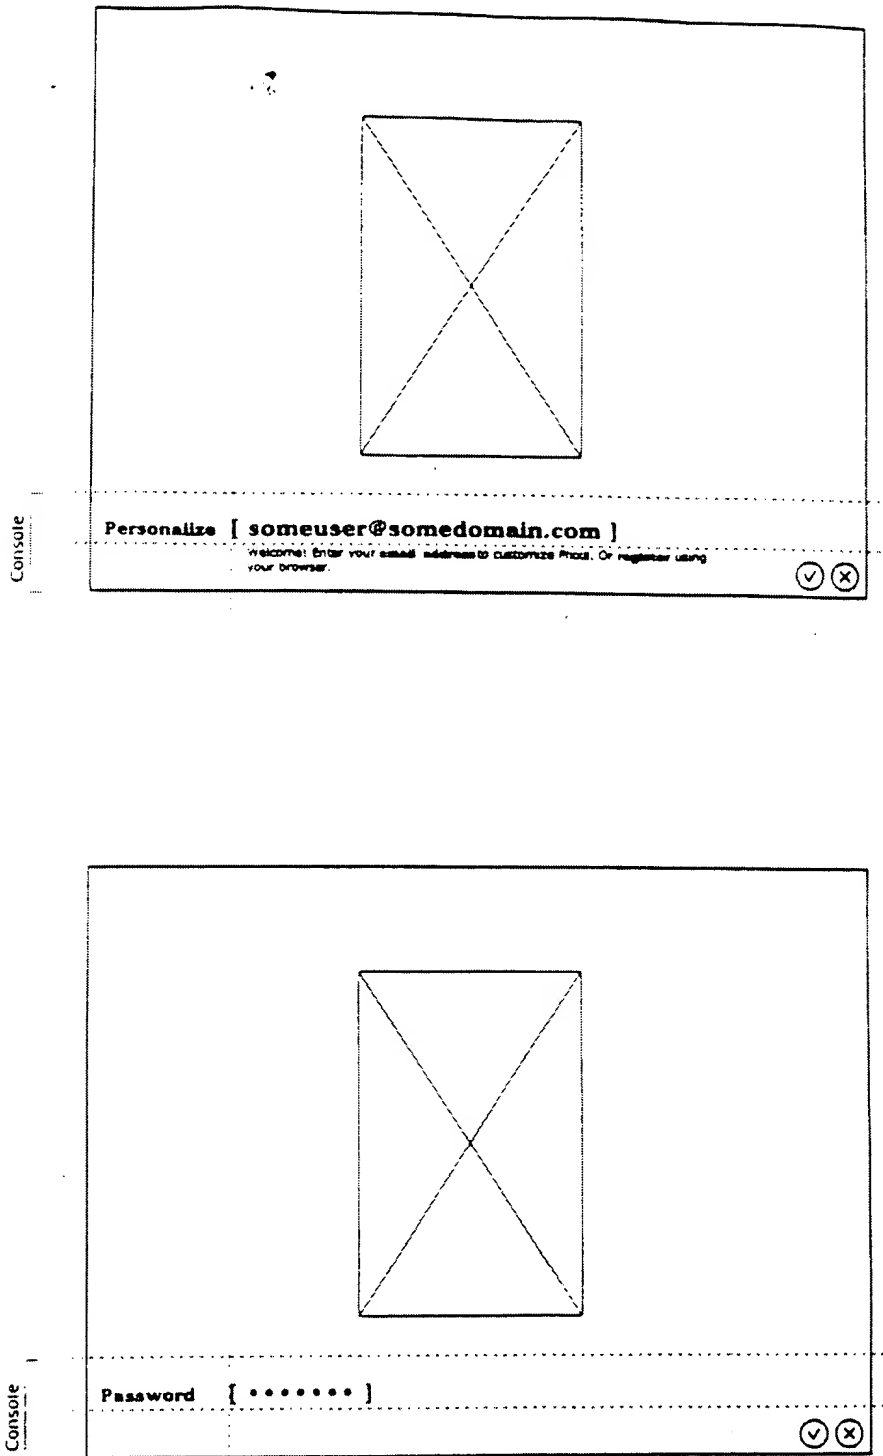 Console
Personalize [ someuser@somedomain.com ]
Welcome! Enter your email address to customize Or register using
your browser.
Console
Password [ ••••••• ]